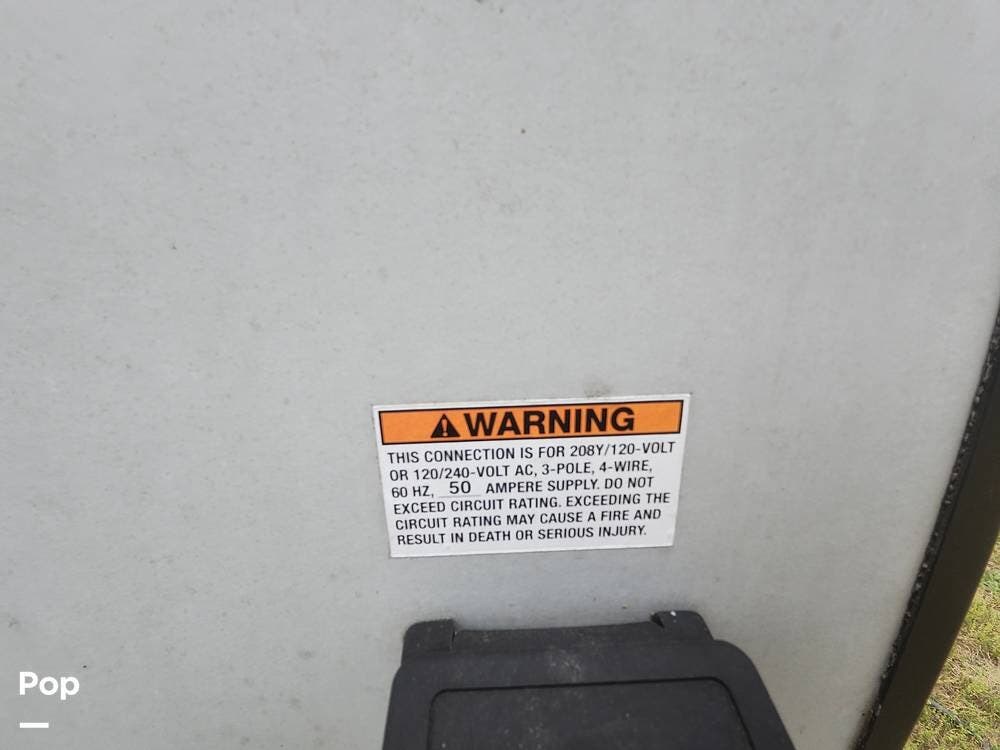 WARNING
THIS CONNECTION IS FOR 208Y/120-VOLT
OR 120/240-VOLT AC, 3-POLE, 4-WIRE,
60 HZ, 50 AMPERE SUPPLY. DO NOT
EXCEED CIRCUIT RATING. EXCEEDING THE
CIRCUIT RATING MAY CAUSE A FIRE AND
RESULT IN DEATH OR SERIOUS INJURY.
Pop